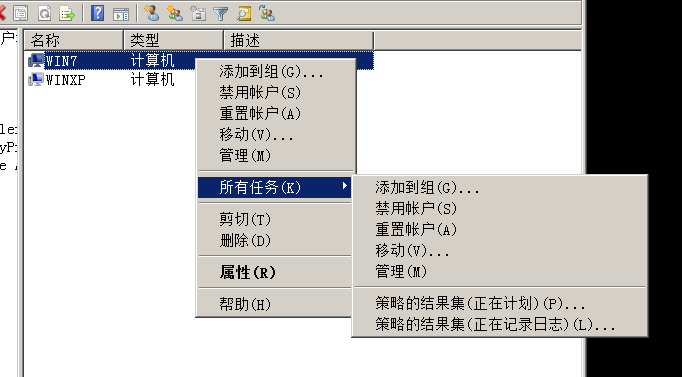 名称 类型 描述
WIN7 计算机
WINXP 计算机
添加到组(G)...
禁用帐户(S)
重置帐户(A)
移动(V)...
管理(M)
所有任务(K)
剪切(T)
删除(D)
属性(R)
帮助(H)
添加到组(G)...
禁用帐户(S)
重置帐户(A)
移动(V)...
管理(M)
策略的结果集(正在计划)(P)...
策略的结果集(正在记录日志)(L)...